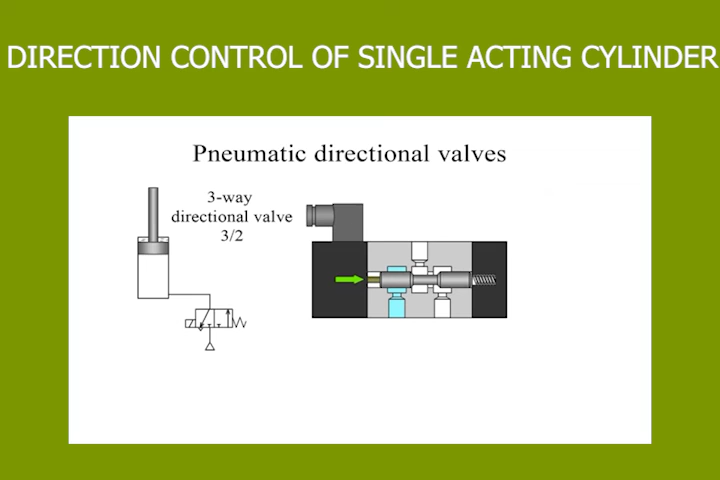 DIRECTION CONTROL OF SINGLE ACTING CYLINDER
Pneumatic directional valves
3-way
directional valve
3/2